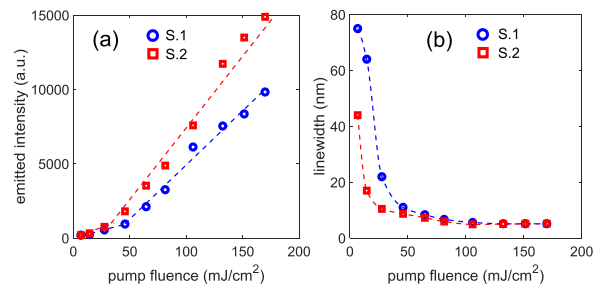 (a)
S.1
S.2
15000
10000
5000
0
0 50 100 150 200
emitted intensity (a.u.)
pump fluence (mJ/cm²)
(b)
S.1
S.2
80
60
40
20
0
0 50 100 150 200
linewidth (nm)
pump fluence (mJ/cm²)